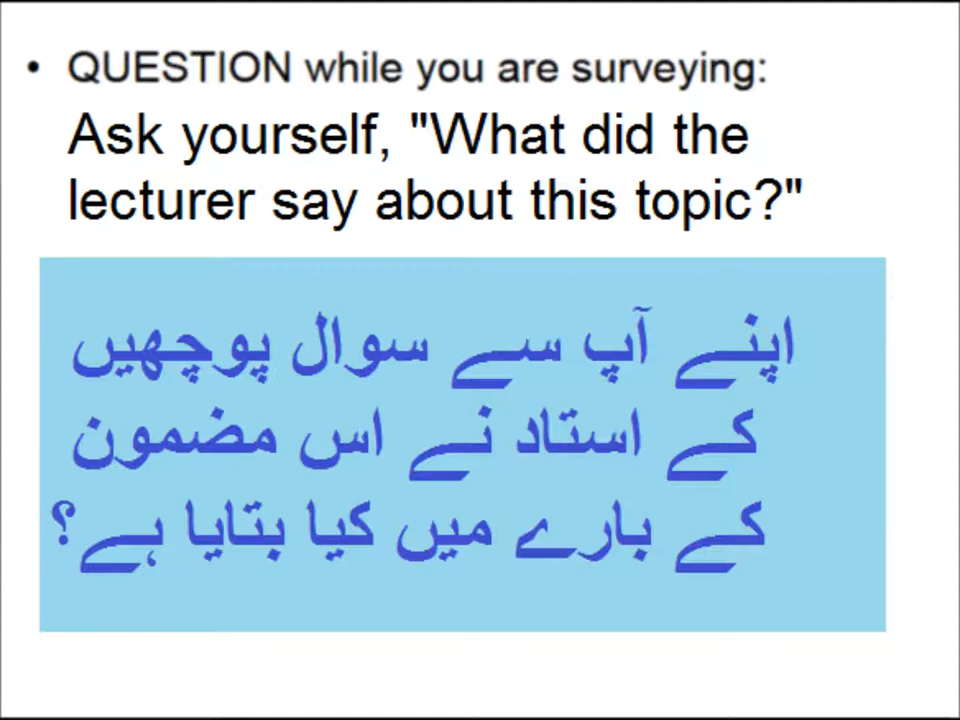 • QUESTION while you are surveying:
Ask yourself, "What did the
lecturer say about this topic?"
اپنے آپ سے سوال پوچھیں
کے استاد نے اس مضمون
کے بارے میں کیا بتایا ہے؟